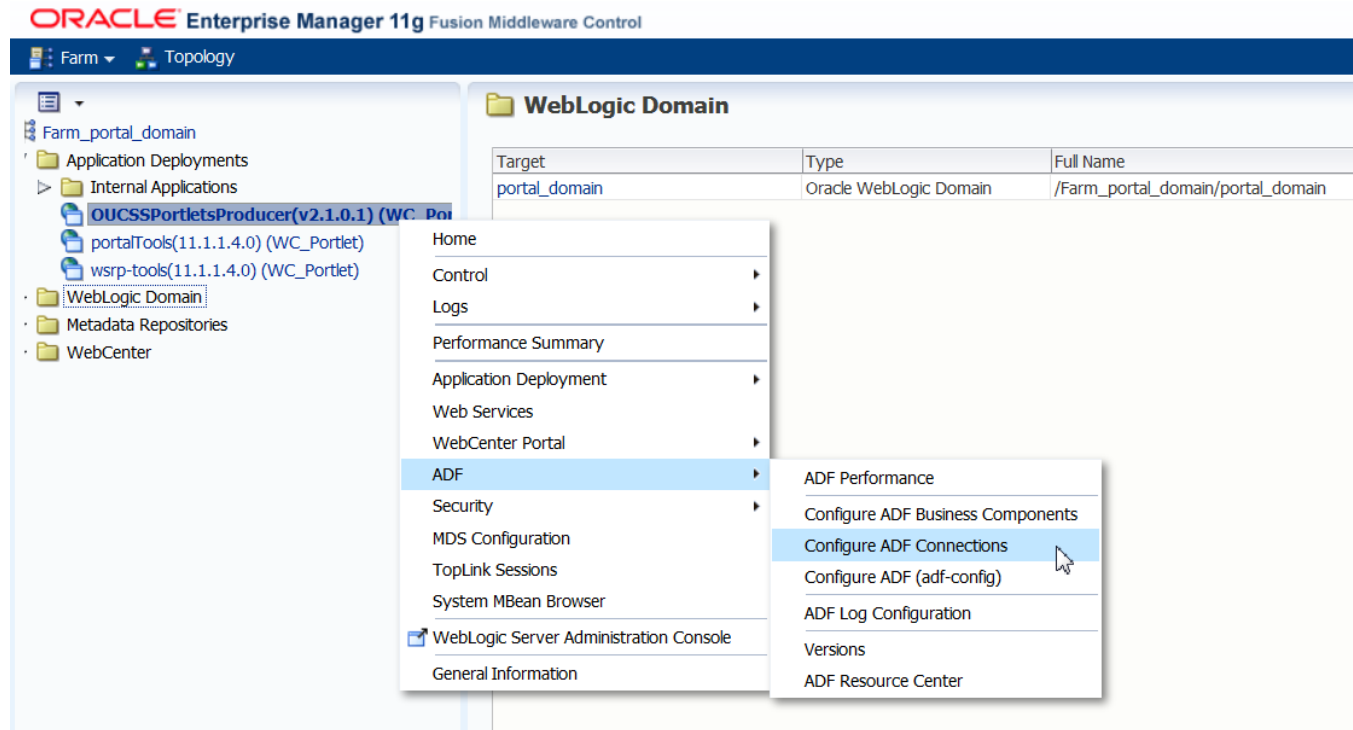 ORACLE Enterprise Manager 11g Fusion Middleware Control
Farm Topology
Farm_portal_domain
Application Deployments
Internal Applications
OUCSSPortletsProducer(v2.1.0.1) (WC_Por
portalTools(11.1.1.4.0) (WC_Portlet)
wsrp-tools(11.1.1.4.0) (WC_Portlet)
WebLogic Domain
Metadata Repositories
WebCenter
WebLogic Domain
Target Type Full Name
portal_domain Oracle WebLogic Domain /Farm_portal_domain/portal_domain
Home
Control
Logs
Performance Summary
Application Deployment
Web Services
WebCenter Portal
ADF
Security
MDS Configuration
TopLink Sessions
System MBean Browser
WebLogic Server Administration Console
General Information
ADF Performance
Configure ADF Business Components
Configure ADF Connections
Configure ADF (adf-config)
ADF Log Configuration
Versions
ADF Resource Center